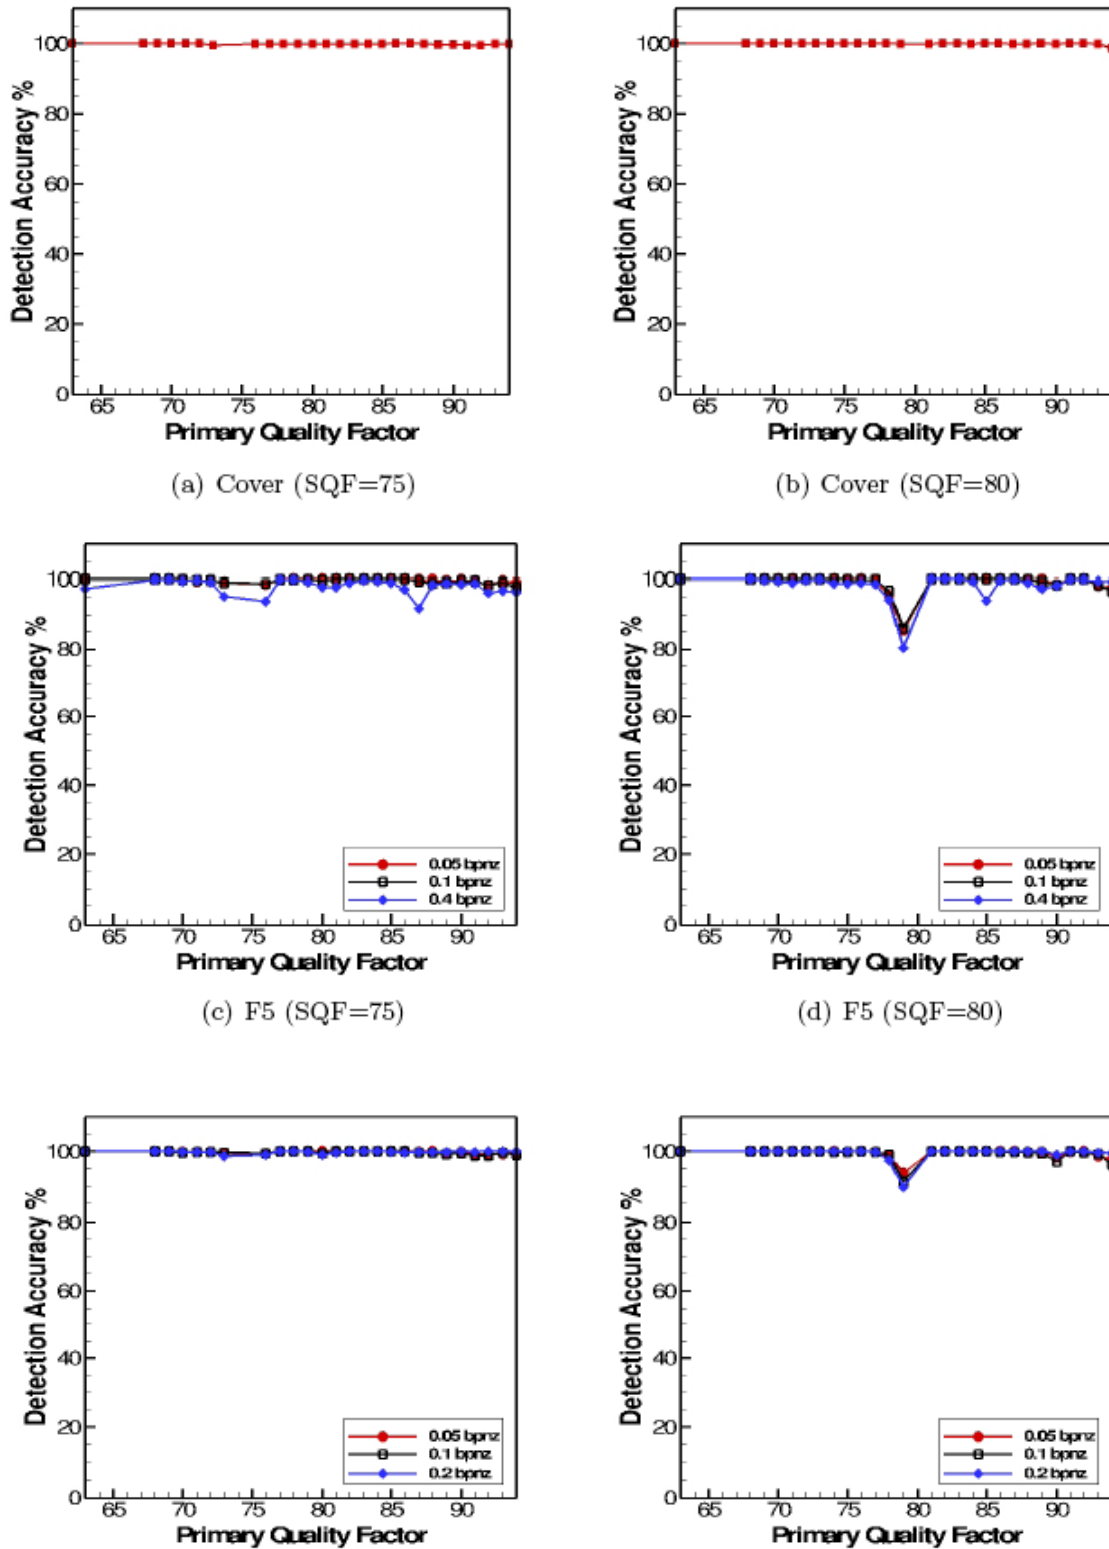 100
80
60
40
20
0
Detection Accuracy %
65 70 75 80 85 90
Primary Quality Factor
(a) Cover (SQF=75)
100
80
60
40
20
0
Detection Accuracy %
65 70 75 80 85 90
Primary Quality Factor
(b) Cover (SQF=80)
100
80
60
40
20
0
Detection Accuracy %
0.05 bpnz
0.1 bpnz
0.4 bpnz
65 70 75 80 85 90
Primary Quality Factor
(c) F5 (SQF=75)
100
80
60
40
20
0
Detection Accuracy %
0.05 bpnz
0.1 bpnz
0.4 bpnz
65 70 75 80 85 90
Primary Quality Factor
(d) F5 (SQF=80)
100
80
60
40
20
0
Detection Accuracy %
0.05 bpnz
0.1 bpnz
0.2 bpnz
65 70 75 80 85 90
Primary Quality Factor
100
80
60
40
20
0
Detection Accuracy %
0.05 bpnz
0.1 bpnz
0.2 bpnz
65 70 75 80 85 90
Primary Quality Factor